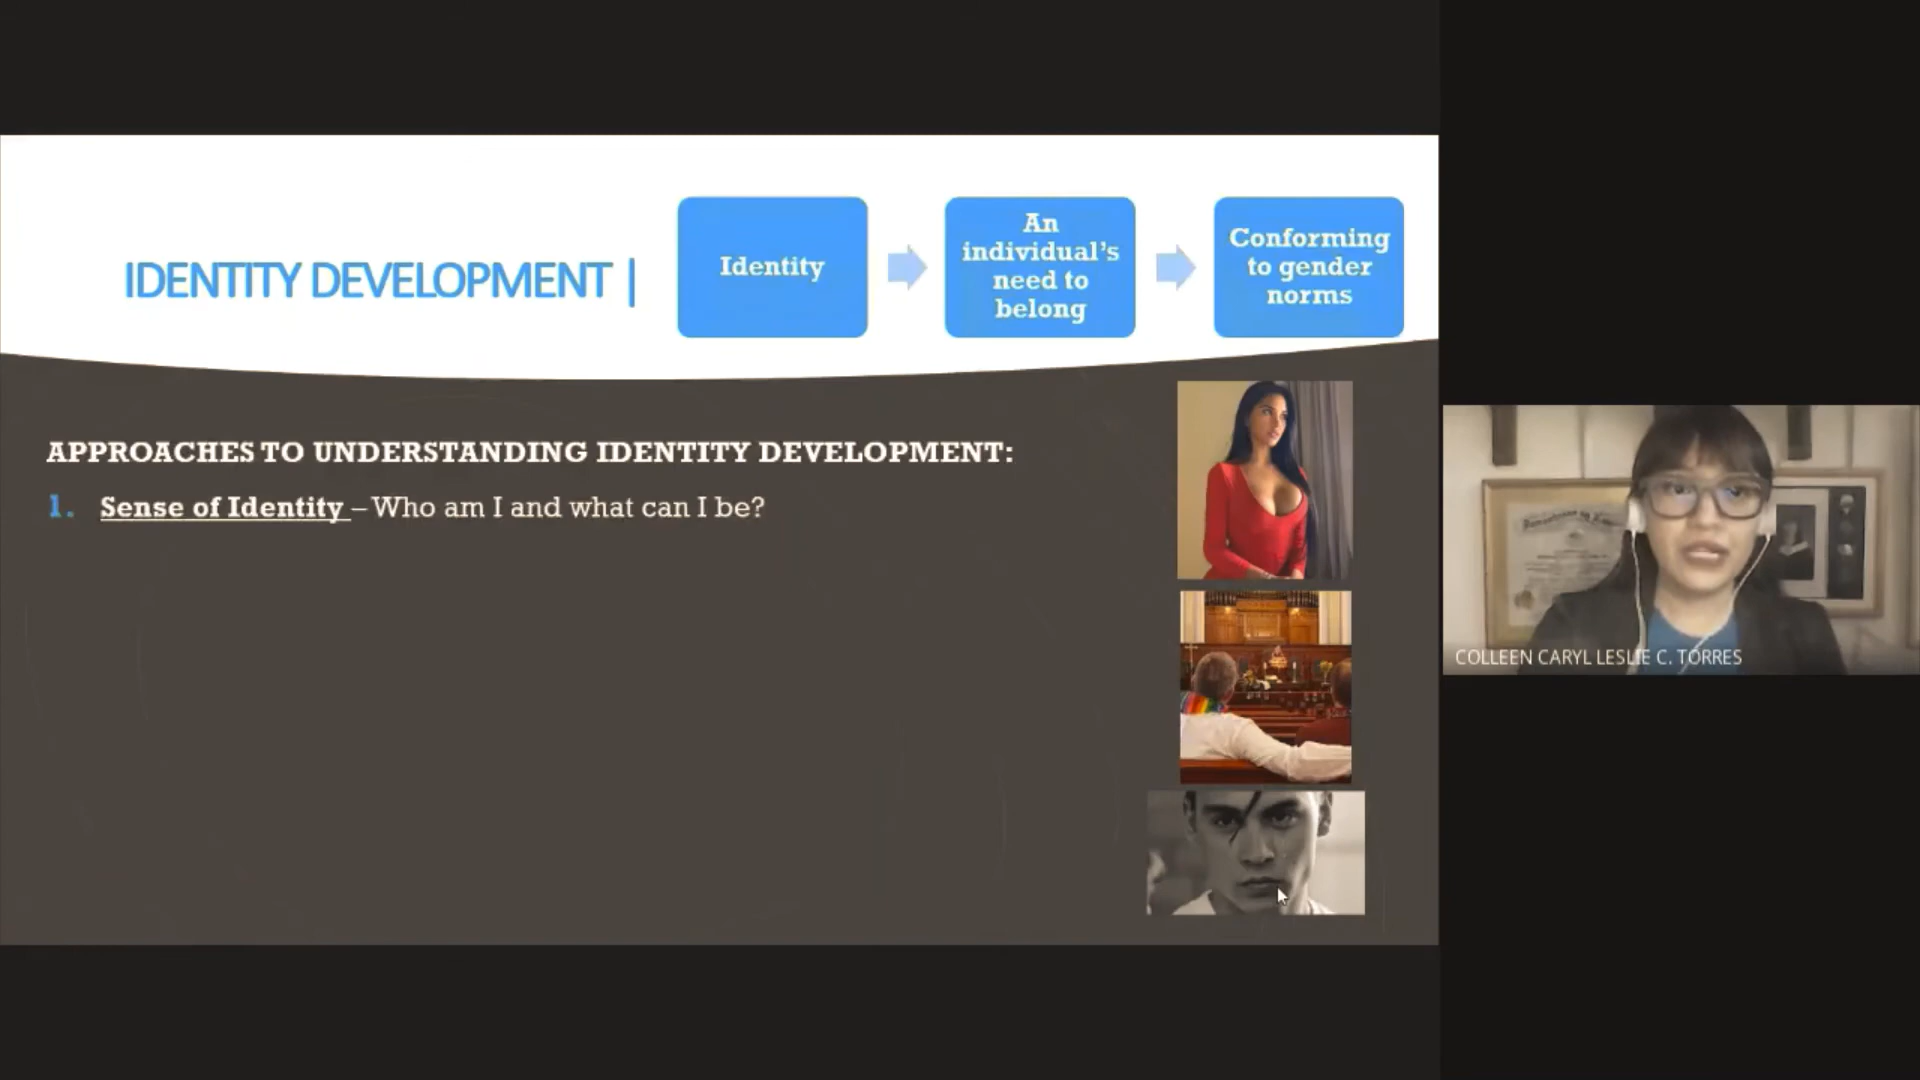 IDENTITY DEVELOPMENT |
Identity
An
individual’s
need to
belong
Conforming
to gender
norms
APPROACHES TO UNDERSTANDING IDENTITY DEVELOPMENT:
1. Sense of Identity – Who am I and what can I be?
COLLEEN CARYL LESLIE C. TORRES